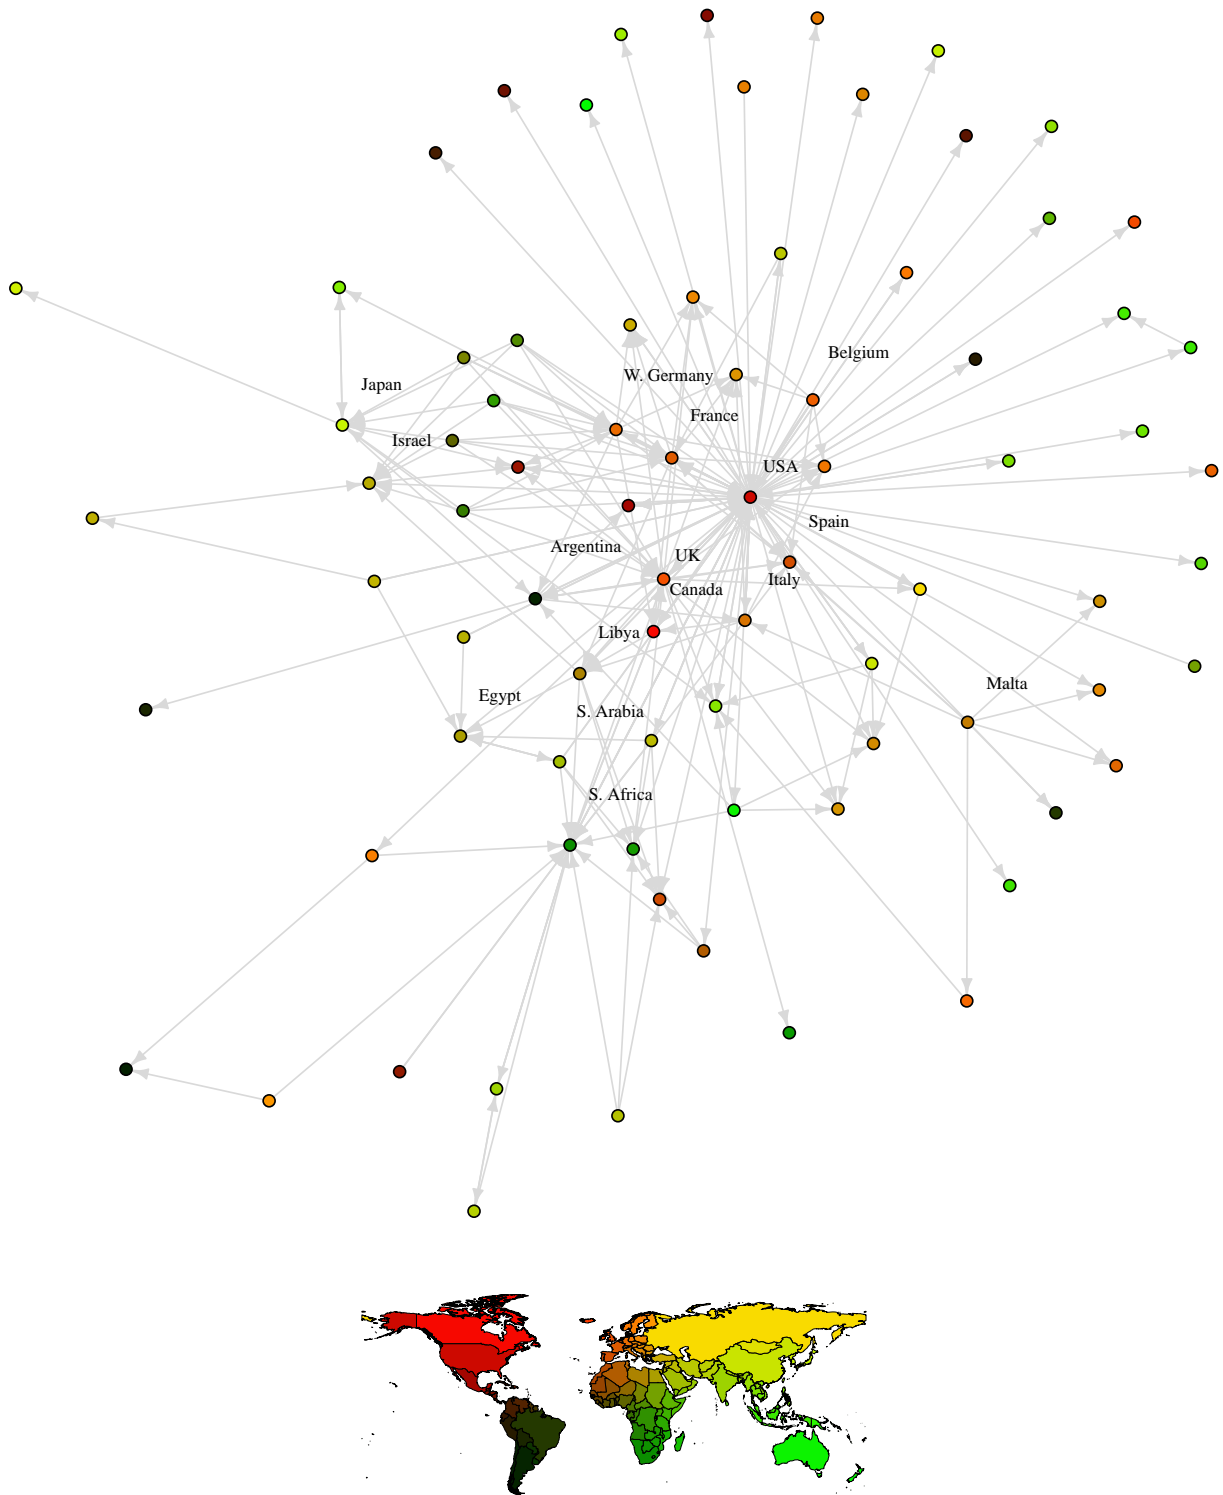 Belgium
W. Germany
Japan
France
Israel
USA
Spain
Argentina
UK
Italy
Canada
Libya
Malta
Egypt
S. Arabia
S. Africa